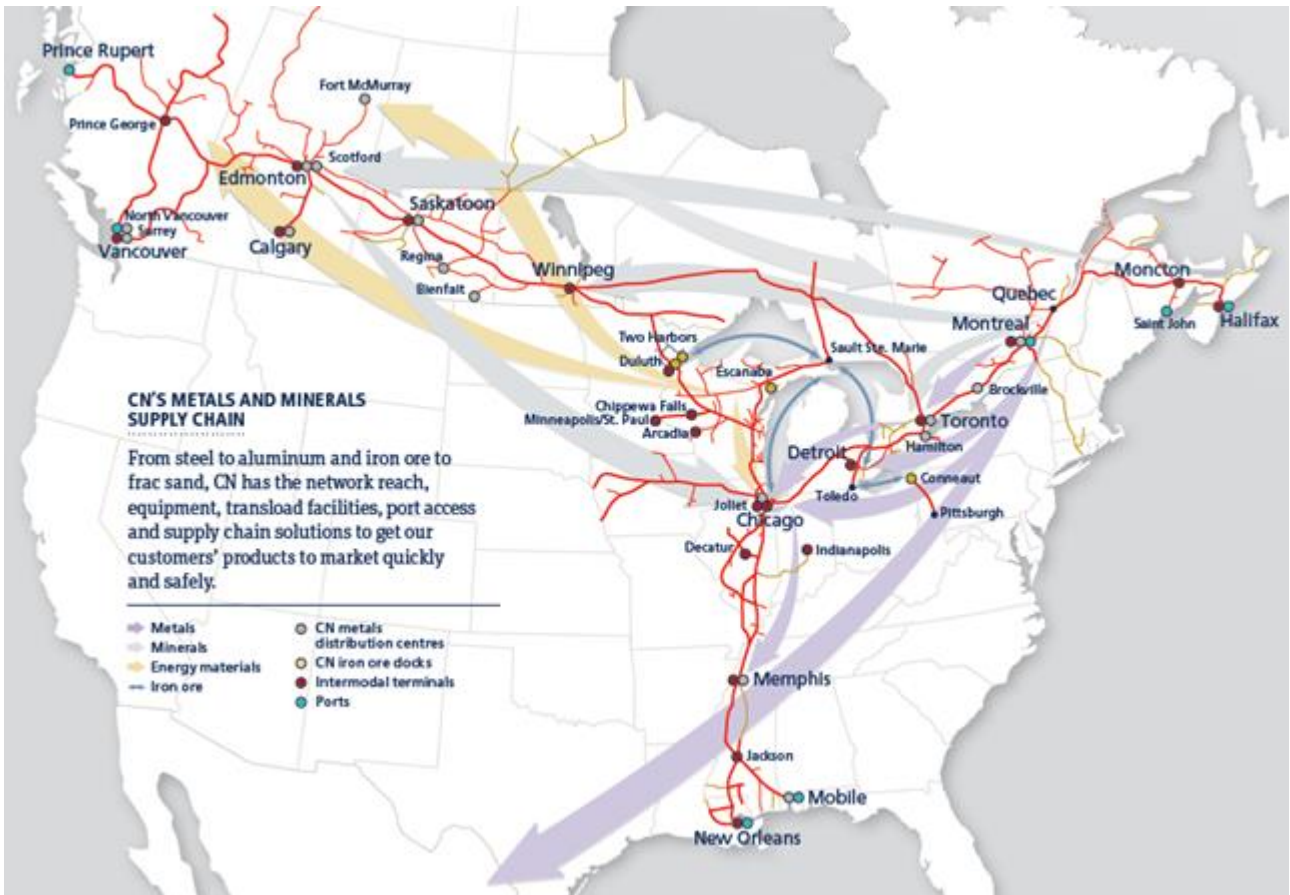 Prince Rupert
Fort McMurray
Prince George
Scotford
Edmonton
Saskatoon
North Vancouver
Surrey
Vancouver
Calgary
Regina
Winnipeg
Bienfait
Moncton
Quebec
Montreal
Saint John
Halifax
Two Harbors
Duluth
Sault Ste. Marie
Escanaba
Brockville
Chippewa Falls
Minneapolis/St. Paul
Arcadia
Toronto
Hamilton
Detroit
Conneaut
Toledo
Joliet
Chicago
Pittsburgh
Decatur
Indianapolis
Memphis
Jackson
Mobile
New Orleans
CN'S METALS AND MINERALS
SUPPLY CHAIN
From steel to aluminum and iron ore to
frac sand, CN has the network reach,
equipment, transload facilities, port access
and supply chain solutions to get our
customers' products to market quickly
and safely.
Metals
Minerals
Energy materials
Iron ore
CN metals
distribution centres
CN iron ore docks
Intermodal terminals
Ports